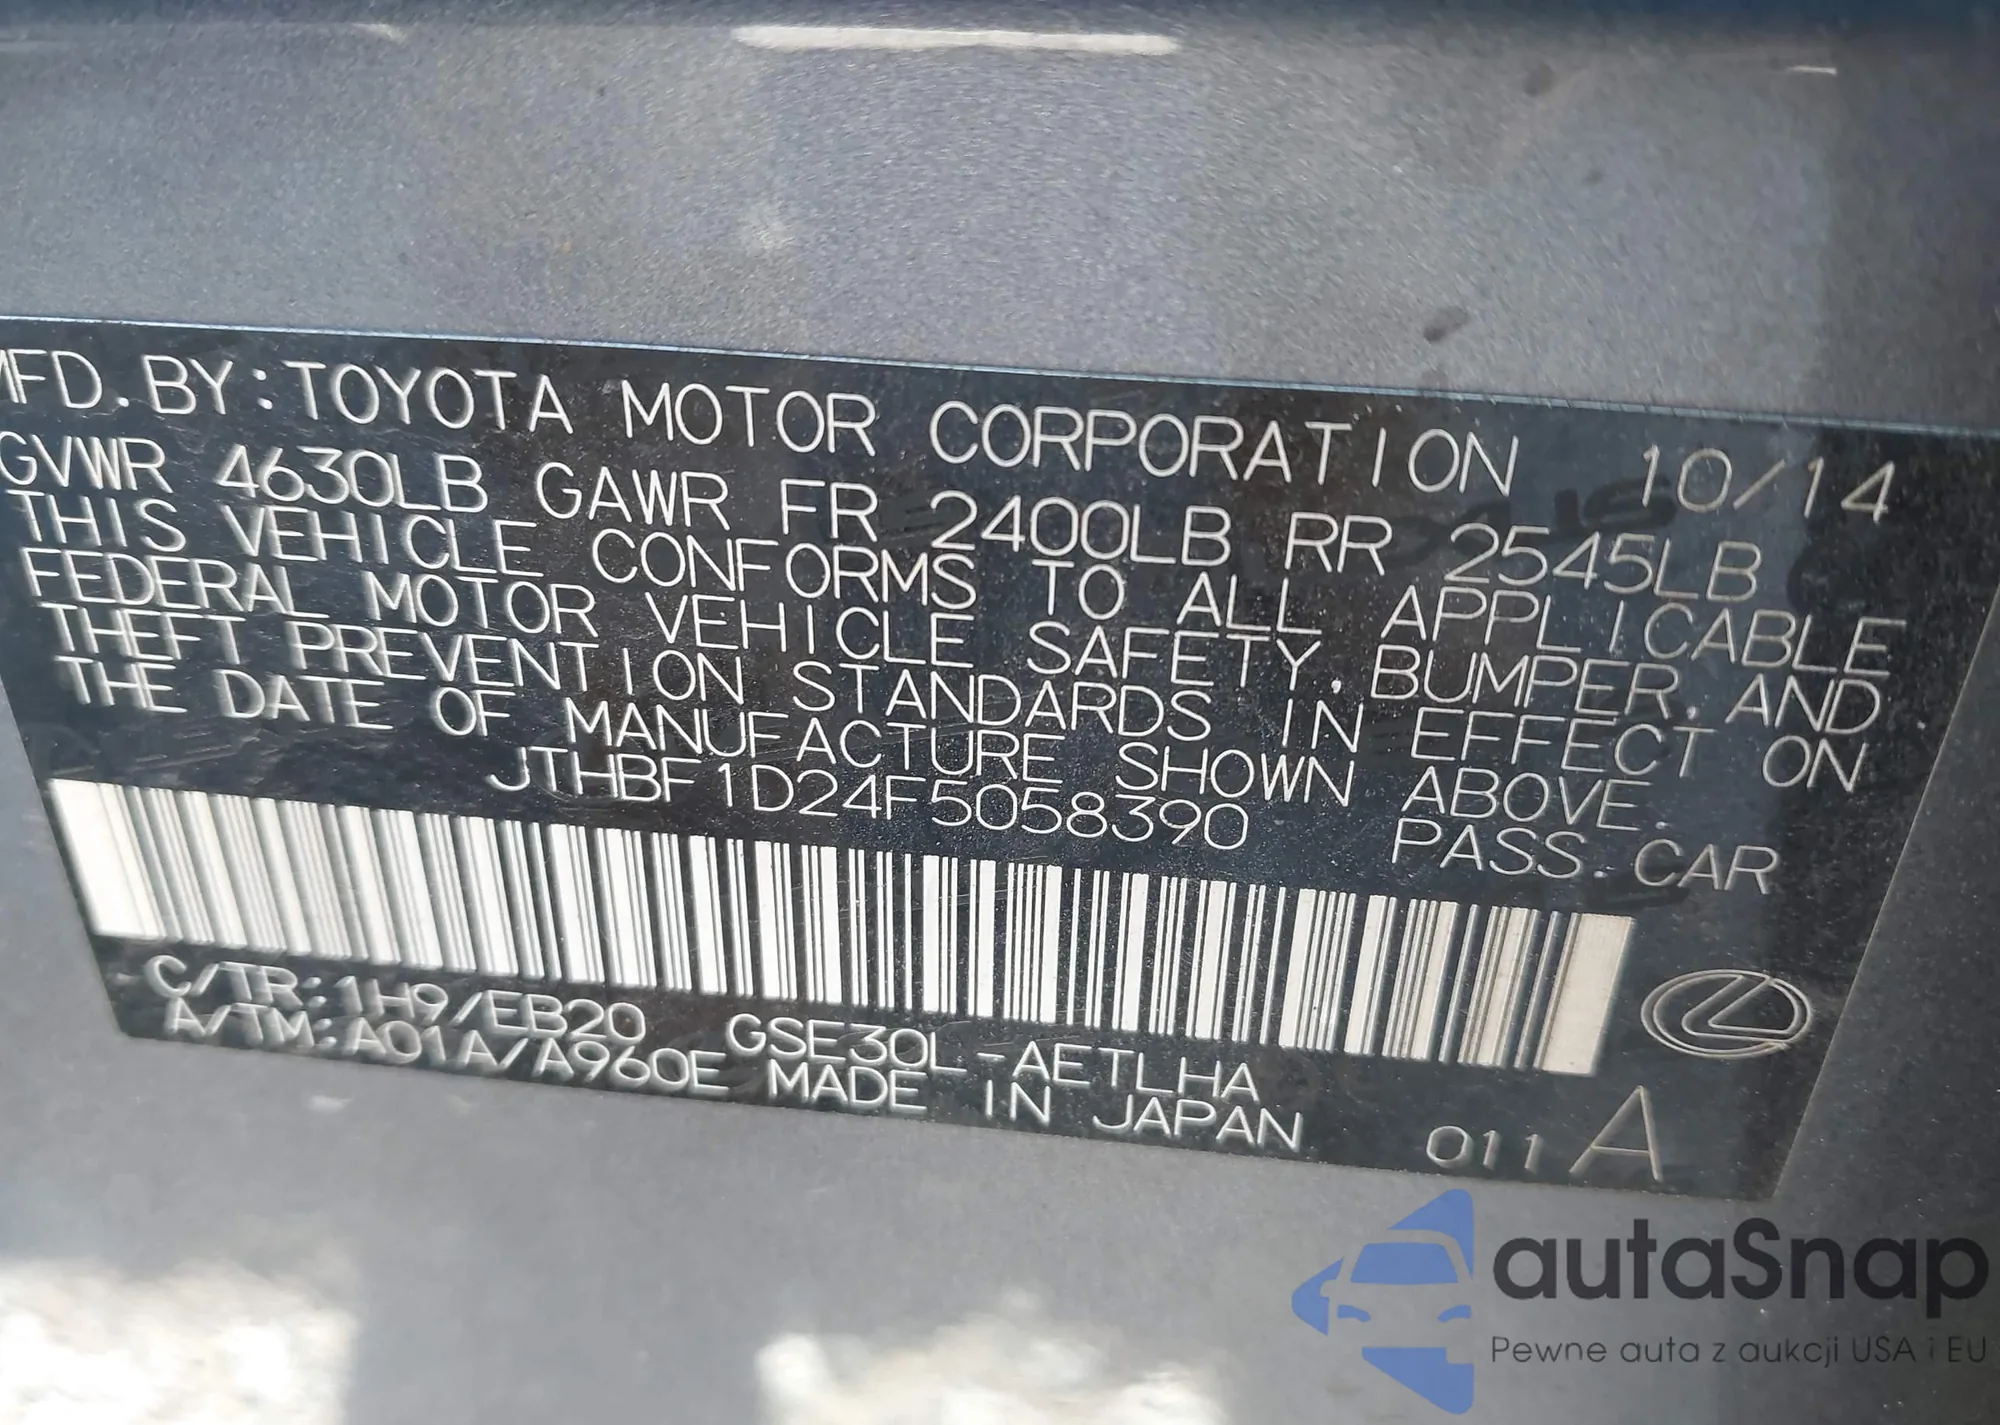 MFD. BY: TOYOTA MOTOR CORPORATION 10/14
GVWR 4630LB GAWR FR 2400LB RR 2545LB
THIS VEHICLE CONFORMS TO ALL APPLICABLE
FEDERAL MOTOR VEHICLE SAFETY, BUMPER, AND
THEFT PREVENTION STANDARDS IN EFFECT ON
THE DATE OF MANUFACTURE SHOWN ABOVE.
JTHBF1D24F5058390 PASS. CAR
C/TR: 1H9/EB20 GSE30L-AETLHA
A/TM: A01A/A960E MADE IN JAPAN 011 A
autaSnap
Pewne auta z aukcji USA i EU